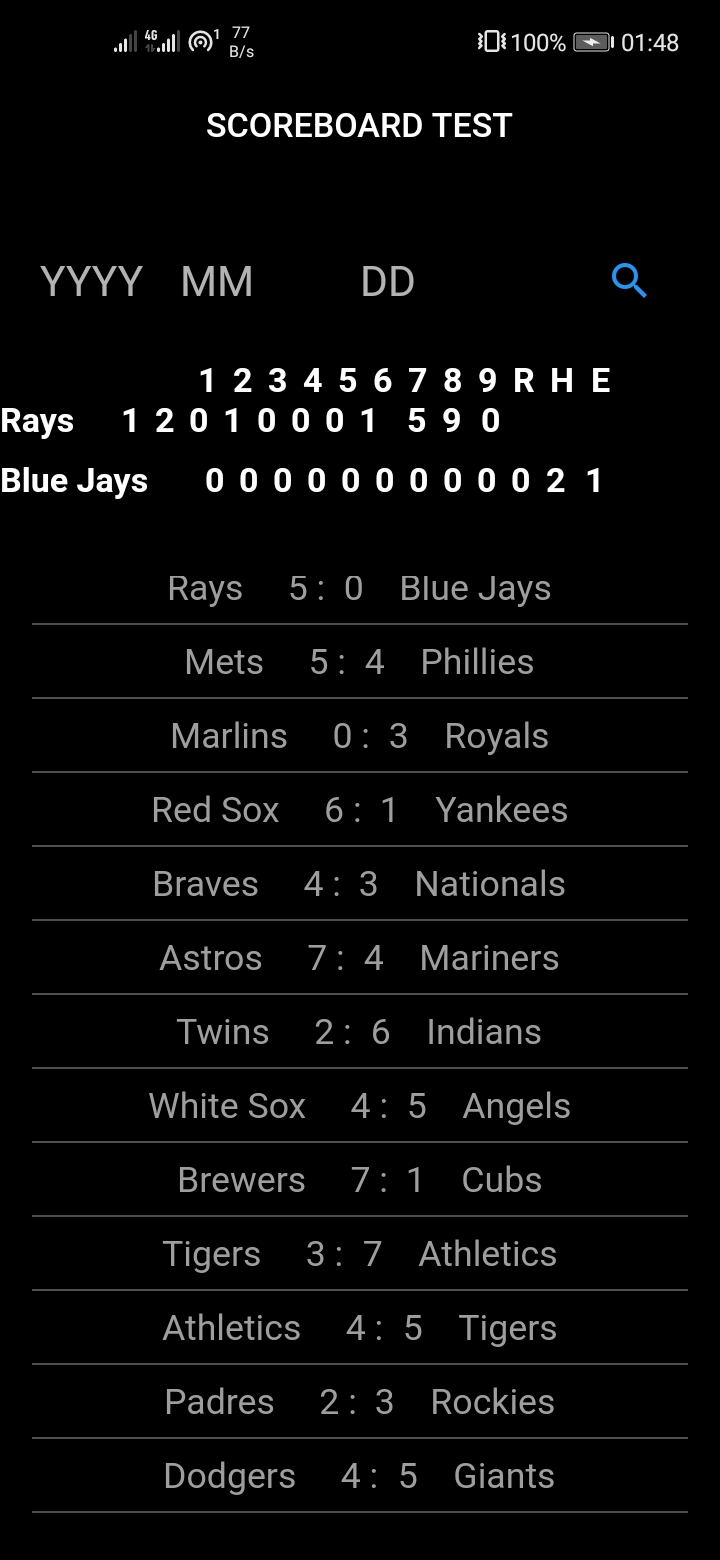 4G 1 77 B/s 100% 01:48
SCOREBOARD TEST
YYYY MM DD
1 2 3 4 5 6 7 8 9 R H E
Rays 1 2 0 1 0 0 0 1 5 9 0
Blue Jays 0 0 0 0 0 0 0 0 0 0 2 1
Rays 5 : 0 Blue Jays
Mets 5 : 4 Phillies
Marlins 0 : 3 Royals
Red Sox 6 : 1 Yankees
Braves 4 : 3 Nationals
Astros 7 : 4 Mariners
Twins 2 : 6 Indians
White Sox 4 : 5 Angels
Brewers 7 : 1 Cubs
Tigers 3 : 7 Athletics
Athletics 4 : 5 Tigers
Padres 2 : 3 Rockies
Dodgers 4 : 5 Giants